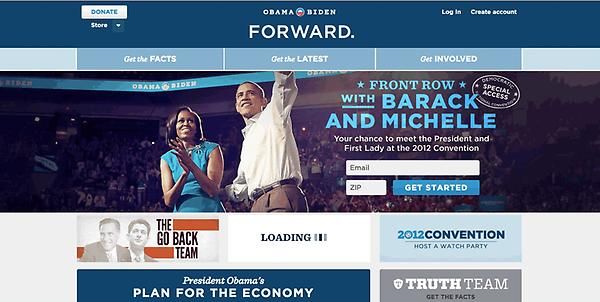 DONATE
Store
OBAMA BIDEN
FORWARD.
Log In
Create account
Get the FACTS
Get the LATEST
Get INVOLVED
OBAMA BIDEN
FRONT ROW
WITH BARACK
AND MICHELLE
DEMOCRATIC
SPECIAL
ACCESS
CONVENTION
Your chance to meet the President and
First Lady at the 2012 Convention
Email
ZIP
GET STARTED
THE
GO BACK
TEAM
LOADING
2012CONVENTION
HOST A WATCH PARTY
President Obama's
PLAN FOR THE ECONOMY
TRUTH TEAM
GET THE FACTS